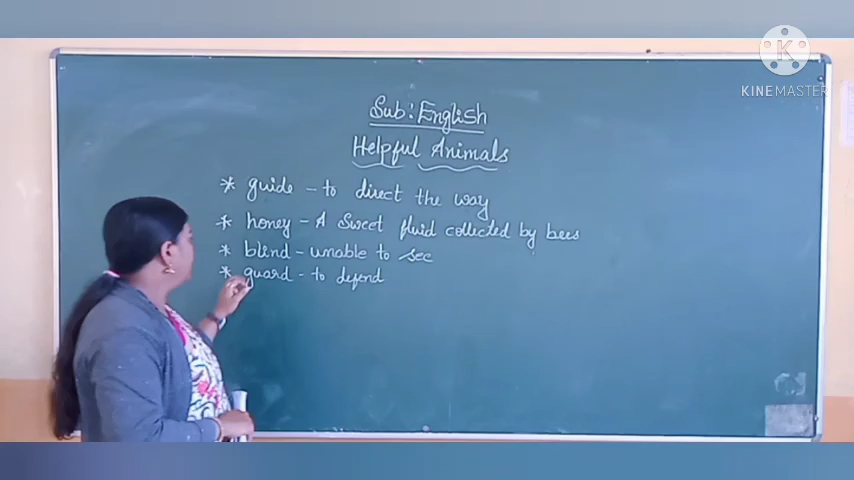 K
KINEMASTER
Sub: English
Helpful Animals
* guide - to direct the way
* honey - A Sweet fluid collected by bees
* blind - unable to see
* guard - to defend